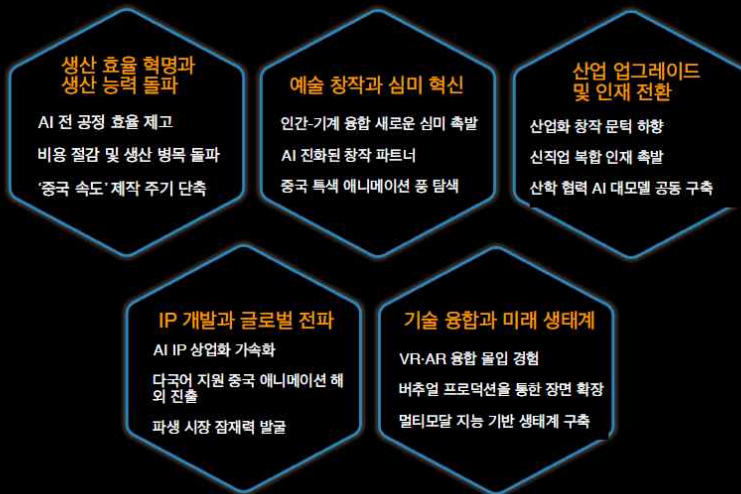 생산 효율 혁명과
생산 능력 돌파
AI 전 공정 효율 제고
비용 절감 및 생산 병목 돌파
‘중국 속도’ 제작 주기 단축
예술 창작과 심미 혁신
인간-기계 융합 새로운 심미 촉발
AI 진화된 창작 파트너
중국 특색 애니메이션 풍 탐색
산업 업그레이드
및 인재 전환
산업화 창작 문턱 하향
신직업 복합 인재 촉발
산학 협력 AI 대모델 공동 구축
IP 개발과 글로벌 전파
AI IP 상업화 가속화
다국어 지원 중국 애니메이션 해
외 진출
파생 시장 잠재력 발굴
기술 융합과 미래 생태계
VR·AR 융합 몰입 경험
버추얼 프로덕션을 통한 장면 확장
멀티모달 지능 기반 생태계 구축